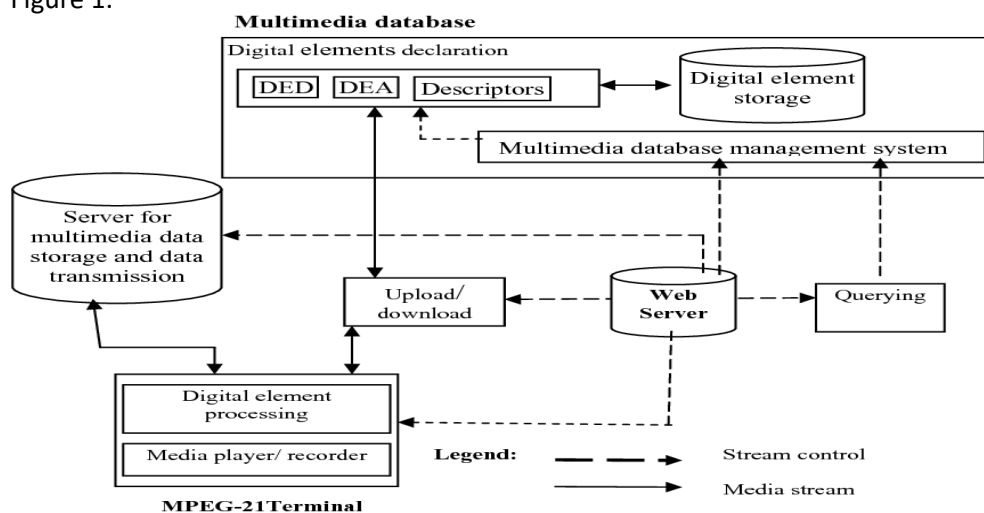 Figure 1:
Multimedia database
Digital elements declaration
DED
DEA
Descriptors
Digital element
storage
Multimedia database management system
Server for
multimedia data
storage and data
transmission
Upload/
download
Web
Server
Querying
Digital element
processing
Media player/ recorder
MPEG-21Terminal
Legend:
Stream control
Media stream